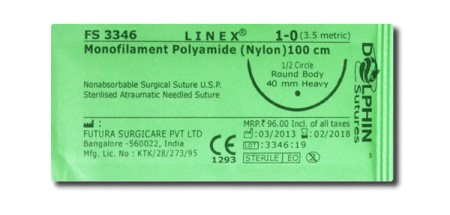 FS 3346 LINEX® 1-0 (3.5 metric)
Monofilament Polyamide (Nylon) 100 cm
1/2 Circle
Round Body
40 mm Heavy
Nonabsorbable Surgical Suture U.S.P.
Sterilised Atraumatic Needled Suture
DOLPHIN
Sutures
:
FUTURA SURGICARE PVT LTD
Bangalore -560022, India
Mfg. Lic. No : KTK/28/273/95
CE
1293
MRP.₹ 96.00 Incl. of all taxes
:03/2013 :02/2018
LOT:3346:19
STERILE EO